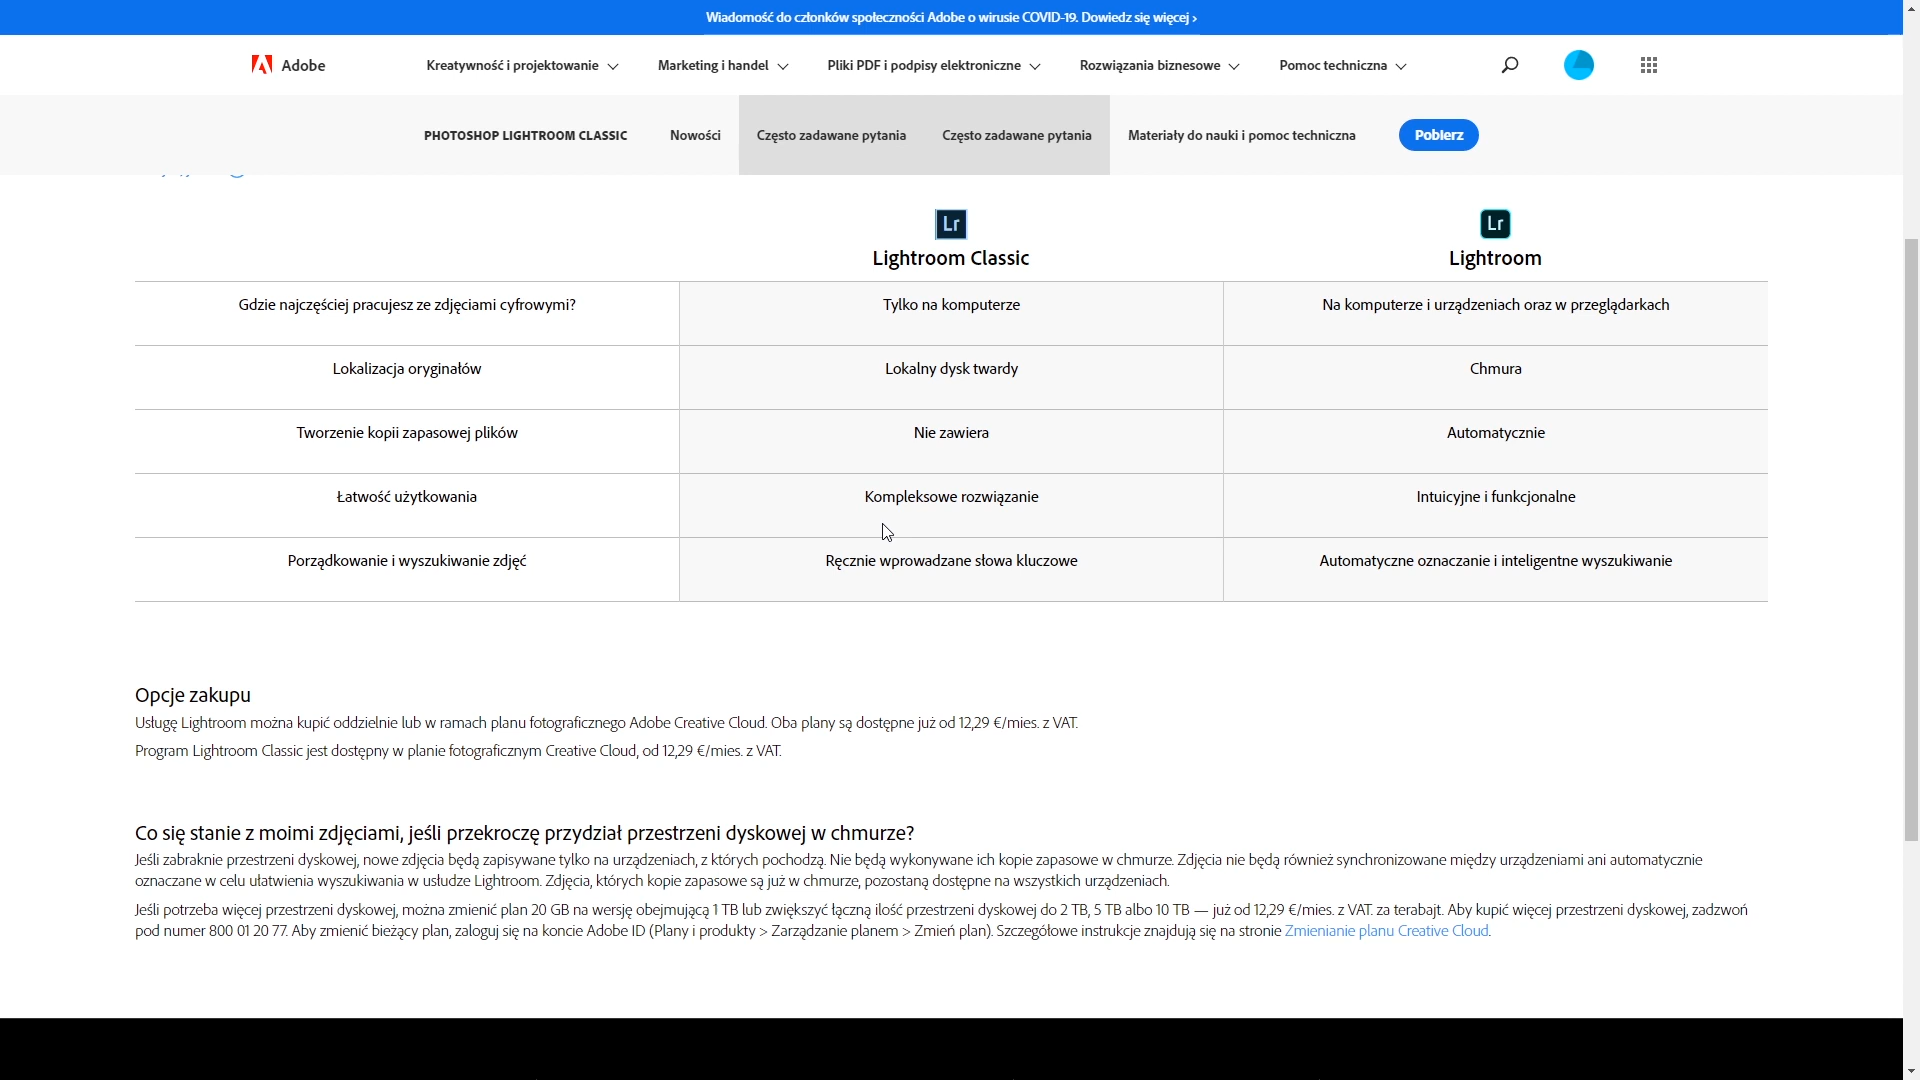 Wiadomość do członków społeczności Adobe o wirusie COVID-19. Dowiedz się więcej ›
Adobe
Kreatywność i projektowanie
Marketing i handel
Pliki PDF i podpisy elektroniczne
Rozwiązania biznesowe
Pomoc techniczna
PHOTOSHOP LIGHTROOM CLASSIC
Nowości
Często zadawane pytania
Często zadawane pytania
Materiały do nauki i pomoc techniczna
Pobierz
Lr
Lr
Lightroom Classic
Lightroom
Gdzie najczęściej pracujesz ze zdjęciami cyfrowymi?
Tylko na komputerze
Na komputerze i urządzeniach oraz w przeglądarkach
Lokalizacja oryginałów
Lokalny dysk twardy
Chmura
Tworzenie kopii zapasowej plików
Nie zawiera
Automatycznie
Łatwość użytkowania
Kompleksowe rozwiązanie
Intuicyjne i funkcjonalne
Porządkowanie i wyszukiwanie zdjęć
Ręcznie wprowadzane słowa kluczowe
Automatyczne oznaczanie i inteligentne wyszukiwanie
Opcje zakupu
Usługę Lightroom można kupić oddzielnie lub w ramach planu fotograficznego Adobe Creative Cloud. Oba plany są dostępne już od 12,29 €/mies. z VAT.
Program Lightroom Classic jest dostępny w planie fotograficznym Creative Cloud, od 12,29 €/mies. z VAT.
Co się stanie z moimi zdjęciami, jeśli przekroczę przydział przestrzeni dyskowej w chmurze?
Jeśli zabraknie przestrzeni dyskowej, nowe zdjęcia będą zapisywane tylko na urządzeniach, z których pochodzą. Nie będą wykonywane ich kopie zapasowe w chmurze. Zdjęcia nie będą również synchronizowane między urządzeniami ani automatycznie
oznaczane w celu ułatwienia wyszukiwania w usłudze Lightroom. Zdjęcia, których kopie zapasowe są już w chmurze, pozostaną dostępne na wszystkich urządzeniach.
Jeśli potrzeba więcej przestrzeni dyskowej, można zmienić plan 20 GB na wersję obejmującą 1 TB lub zwiększyć łączną ilość przestrzeni dyskowej do 2 TB, 5 TB albo 10 TB — już od 12,29 €/mies. z VAT. za terabajt. Aby kupić więcej przestrzeni dyskowej, zadzwoń
pod numer 800 01 20 77. Aby zmienić bieżący plan, zaloguj się na koncie Adobe ID (Plany i produkty > Zarządzanie planem > Zmień plan). Szczegółowe instrukcje znajdują się na stronie Zmienianie planu Creative Cloud.